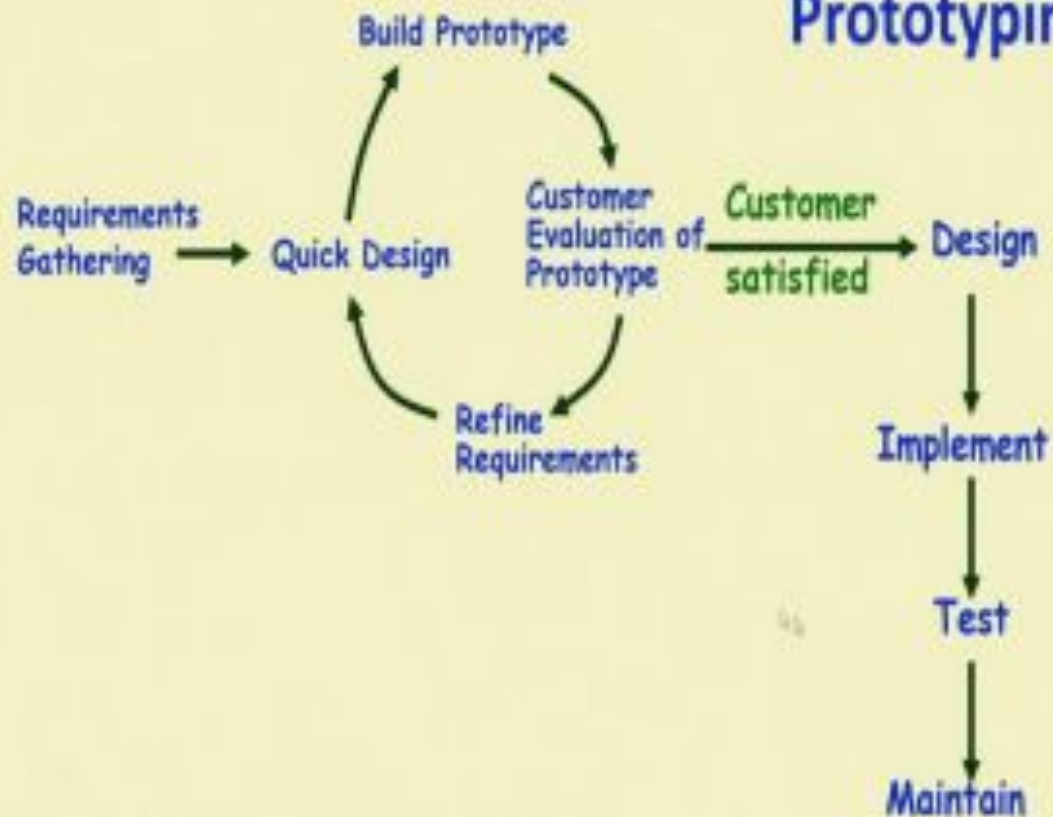 Prototypin
Build Prototype
Requirements
Gathering
Quick Design
Customer
Evaluation of
Prototype
Customer
satisfied
Design
Refine
Requirements
Implement
Test
Maintain